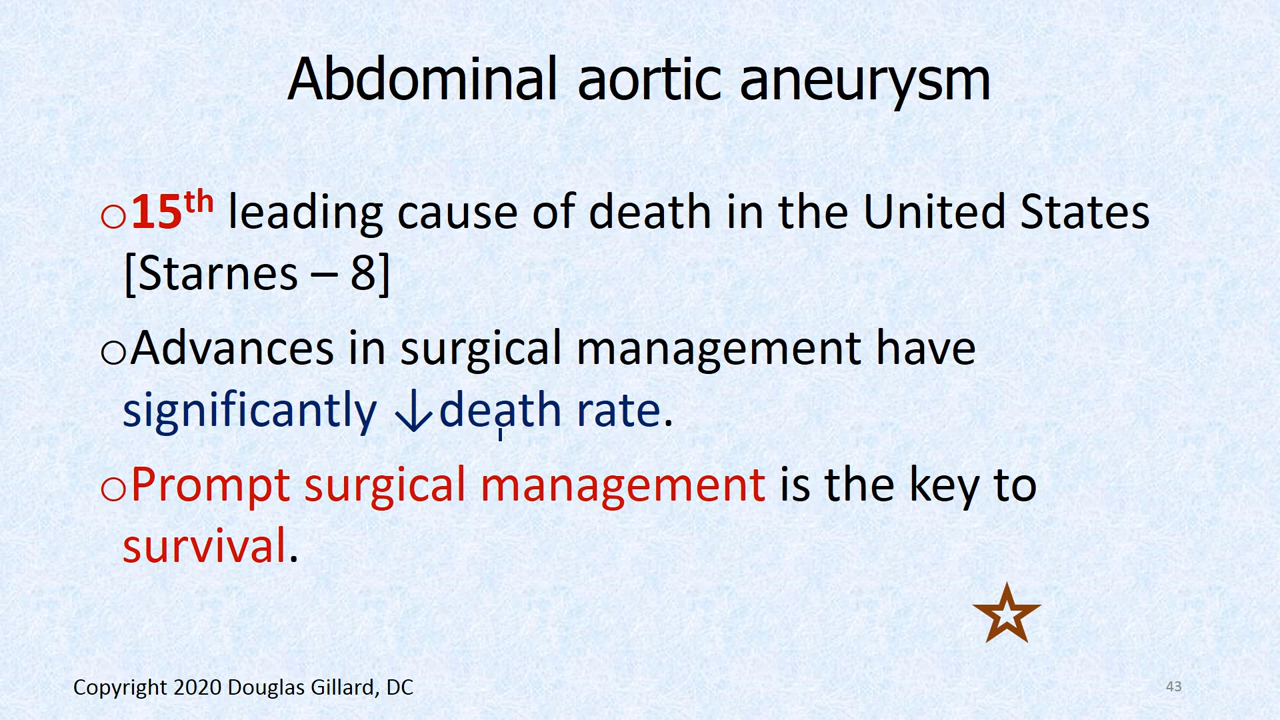 Abdominal aortic aneurysm
○15th leading cause of death in the United States
[Starnes – 8]
○Advances in surgical management have
significantly ↓death rate.
○Prompt surgical management is the key to
survival.
Copyright 2020 Douglas Gillard, DC
43